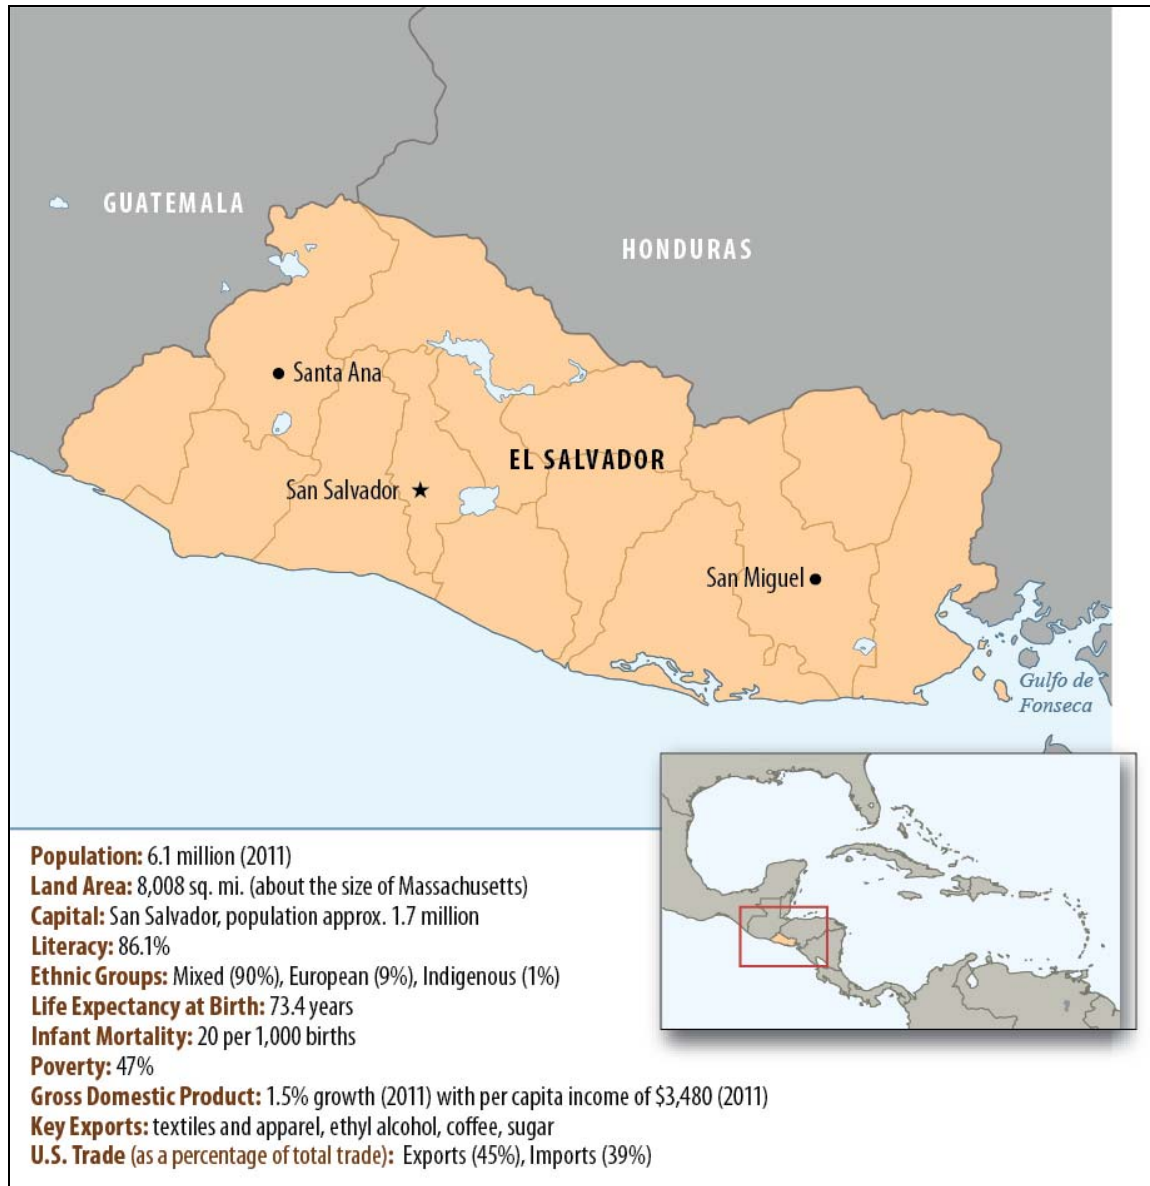 GUATEMALA
HONDURAS
Santa Ana
EL SALVADOR
San Salvador
San Miguel
Gulfo de
Fonseca
Population: 6.1 million (2011)
Land Area: 8,008 sq. mi. (about the size of Massachusetts)
Capital: San Salvador, population approx. 1.7 million
Literacy: 86.1%
Ethnic Groups: Mixed (90%), European (9%), Indigenous (1%)
Life Expectancy at Birth: 73.4 years
Infant Mortality: 20 per 1,000 births
Poverty: 47%
Gross Domestic Product: 1.5% growth (2011) with per capita income of $3,480 (2011)
Key Exports: textiles and apparel, ethyl alcohol, coffee, sugar
U.S. Trade (as a percentage of total trade): Exports (45%), Imports (39%)